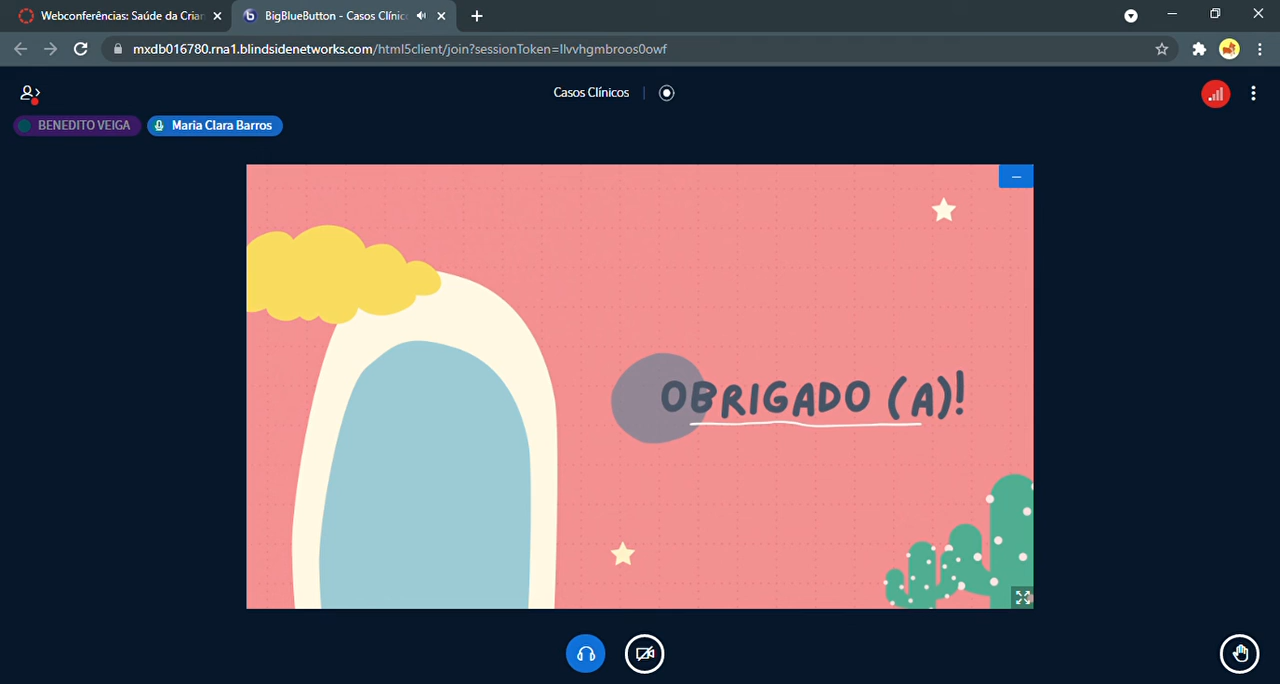 Webconferências: Saúde da Crian
BigBlueButton - Casos Clínic
mxdb016780.rna1.blindsidenetworks.com/html5client/join?sessionToken=llvvhgmbroos0owf
Casos Clínicos
BENEDITO VEIGA
Maria Clara Barros
OBRIGADO (A)!